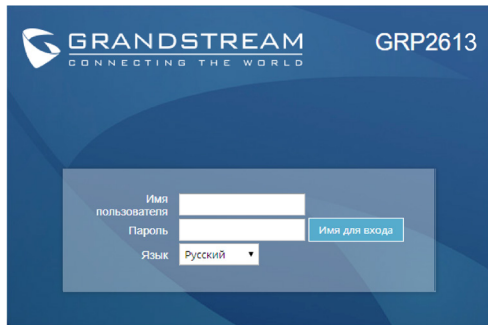 GRANDSTREAM
GRP2613
CONNECTING THE WORLD
Имя
пользователя
Пароль
Имя для входа
Язык
Русский